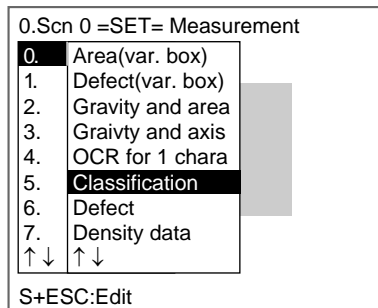 0.Scn 0 =SET= Measurement
0. Area(var. box)
1. Defect(var. box)
2. Gravity and area
3. Graivty and axis
4. OCR for 1 chara
5. Classification
6. Defect
7. Density data
↑↓ ↑↓
S+ESC:Edit